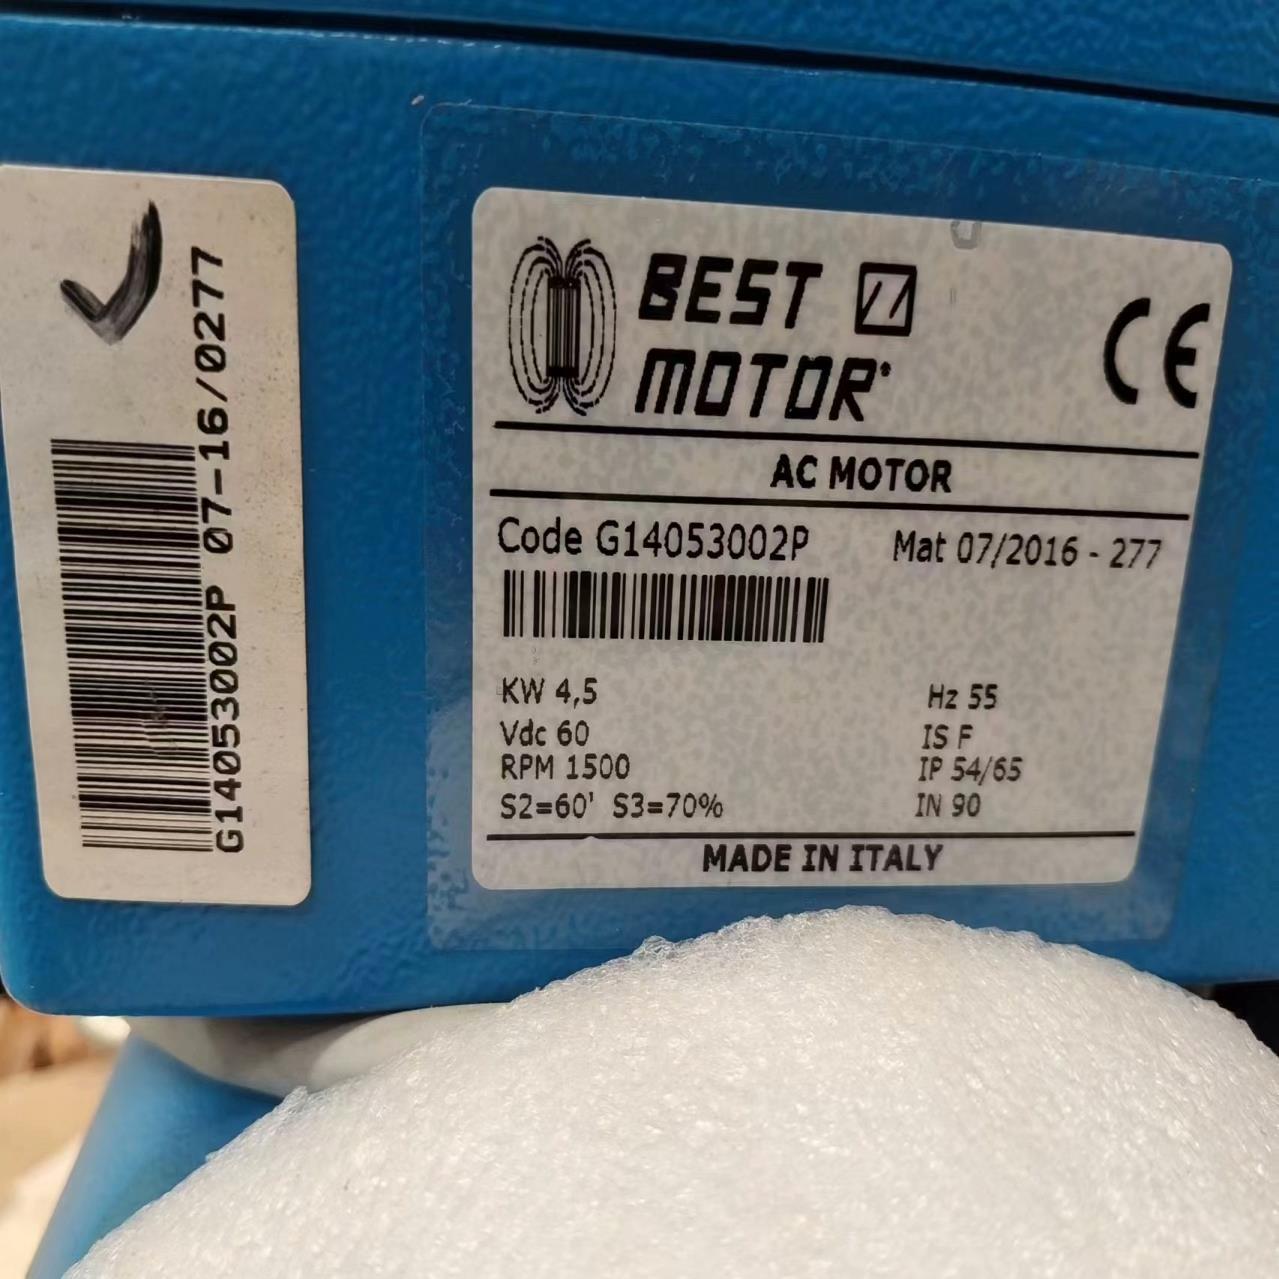 G14053002P 07-16/0277
BEST
MOTOR
CE
AC MOTOR
Code G14053002P Mat 07/2016 - 277
KW 4,5 Hz 55
Vdc 60 IS F
RPM 1500 IP 54/65
S2=60' S3=70% IN 90
MADE IN ITALY